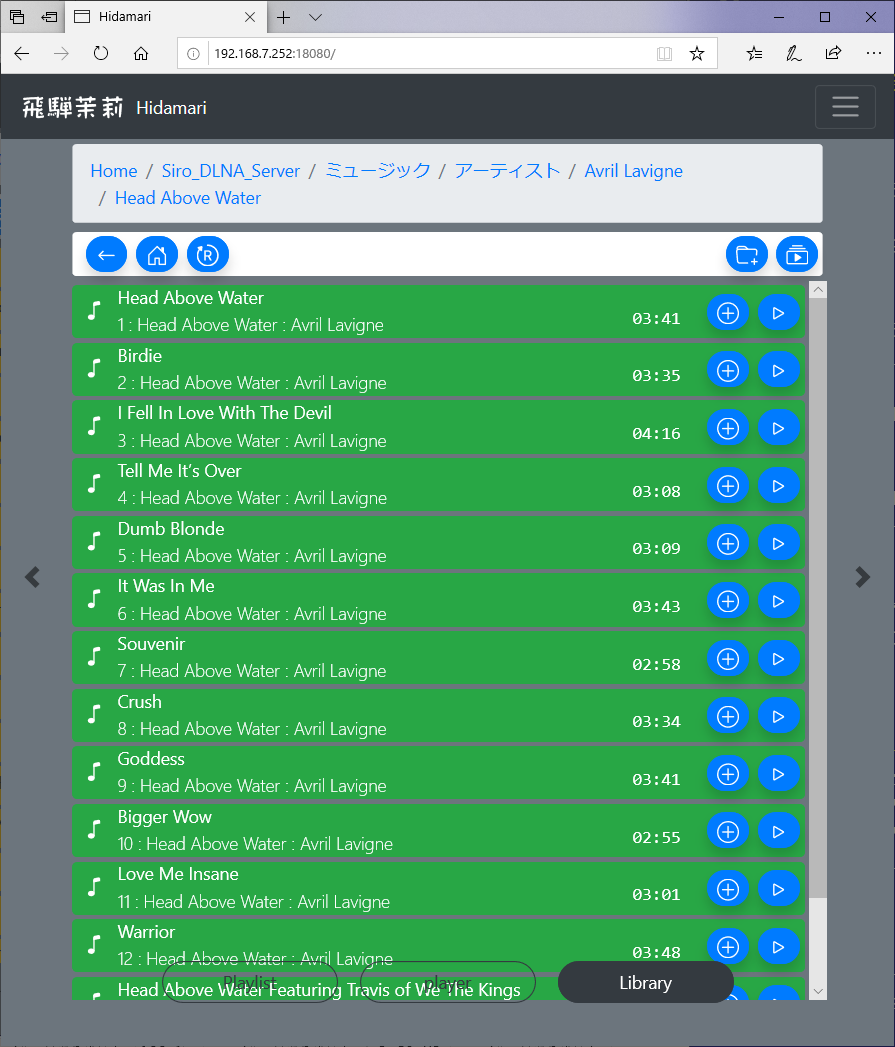 Hidamari
192.168.7.252:18080/
飛騨茉莉 Hidamari
Home / Siro_DLNA_Server / ミュージック / アーティスト / Avril Lavigne
/ Head Above Water
R
Head Above Water
1 : Head Above Water : Avril Lavigne
03:41
Birdie
2 : Head Above Water : Avril Lavigne
03:35
I Fell In Love With The Devil
3 : Head Above Water : Avril Lavigne
04:16
Tell Me It's Over
4 : Head Above Water : Avril Lavigne
03:08
Dumb Blonde
5 : Head Above Water : Avril Lavigne
03:09
It Was In Me
6 : Head Above Water : Avril Lavigne
03:43
Souvenir
7 : Head Above Water : Avril Lavigne
02:58
Crush
8 : Head Above Water : Avril Lavigne
03:34
Goddess
9 : Head Above Water : Avril Lavigne
03:41
Bigger Wow
10 : Head Above Water : Avril Lavigne
02:55
Love Me Insane
11 : Head Above Water : Avril Lavigne
03:01
Warrior
12 : Head Above Water : Avril Lavigne
03:48
Head Above Water Featuring Travis of We The Kings
Playlist
player
Library